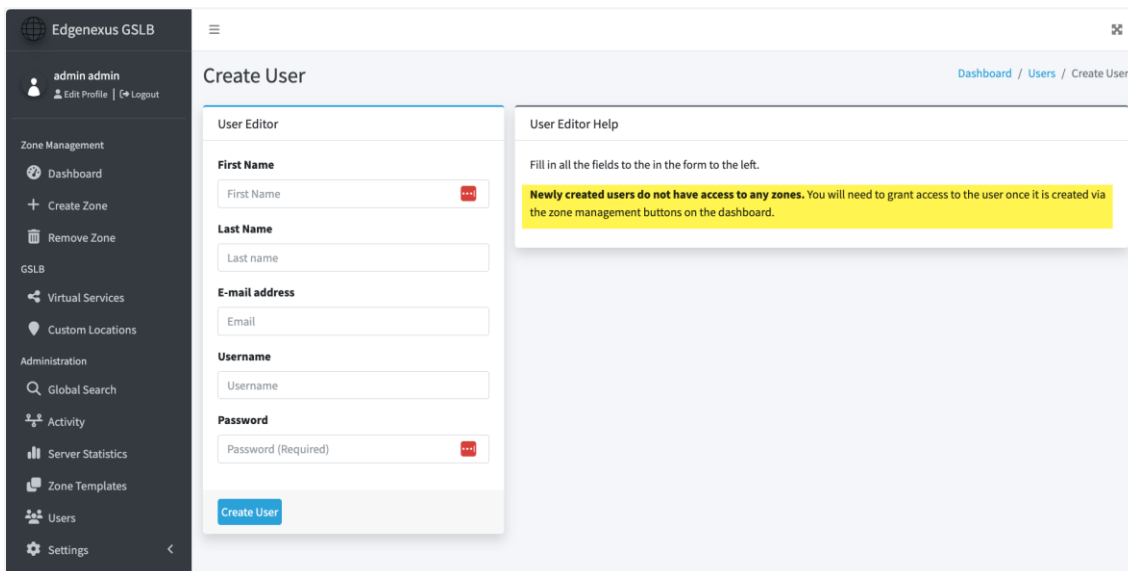 Edgenexus GSLB
admin admin
Edit Profile | Logout
Zone Management
Dashboard
Create Zone
Remove Zone
GSLB
Virtual Services
Custom Locations
Administration
Global Search
Activity
Server Statistics
Zone Templates
Users
Settings
Create User
Dashboard / Users / Create User
User Editor
First Name
First Name
Last Name
Last name
E-mail address
Email
Username
Username
Password
Password (Required)
Create User
User Editor Help
Fill in all the fields to the in the form to the left.
Newly created users do not have access to any zones. You will need to grant access to the user once it is created via
the zone management buttons on the dashboard.